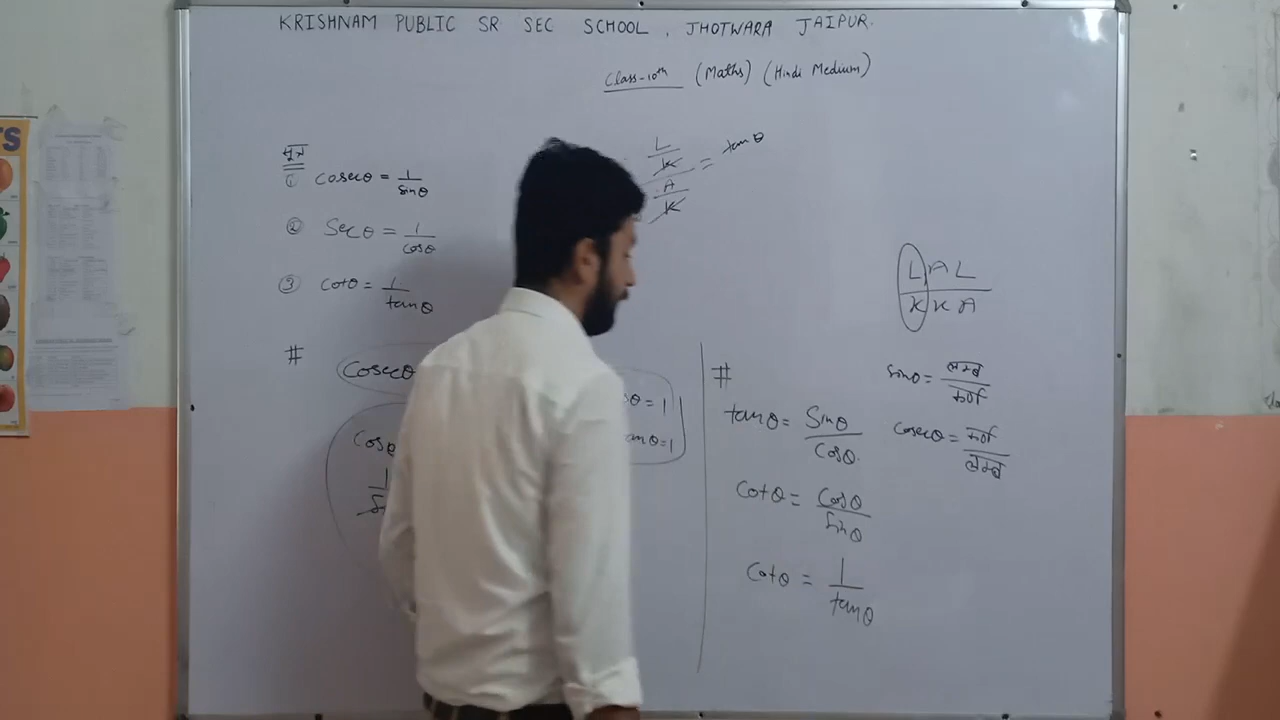 KRISHNAM PUBLIC SR SEC SCHOOL, JHOTWARA JAIPUR.
Class-10th (Maths) (Hindi Medium)
सूत्र
① cosecθ = 1/sinθ
② Secθ = 1/cosθ
③ cotθ = 1/tanθ
L/K / A/K = tanθ
L A L
K K A
# Cosecθ
θ = 1
θ = 1
Cosθ
1
#
tanθ = Sinθ/Cosθ
Cotθ = Cosθ/Sinθ
Cotθ = 1/tanθ
Sinθ = लम्ब/कर्ण
Cosecθ = कर्ण/लम्ब